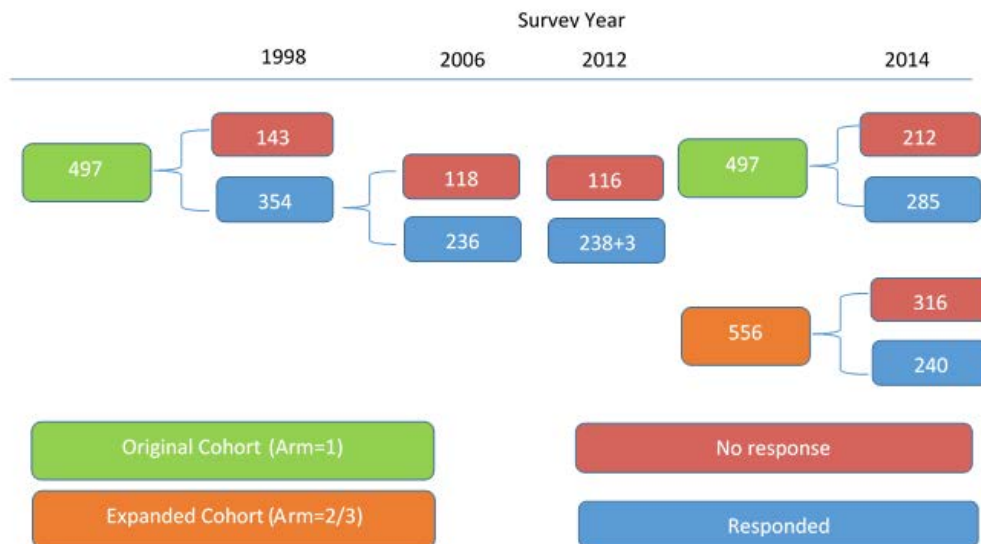 Survey Year
1998 2006 2012 2014
143 212
497 497
118 116
354 285
236 238+3
316
556
240
Original Cohort (Arm=1) No response
Expanded Cohort (Arm=2/3) Responded